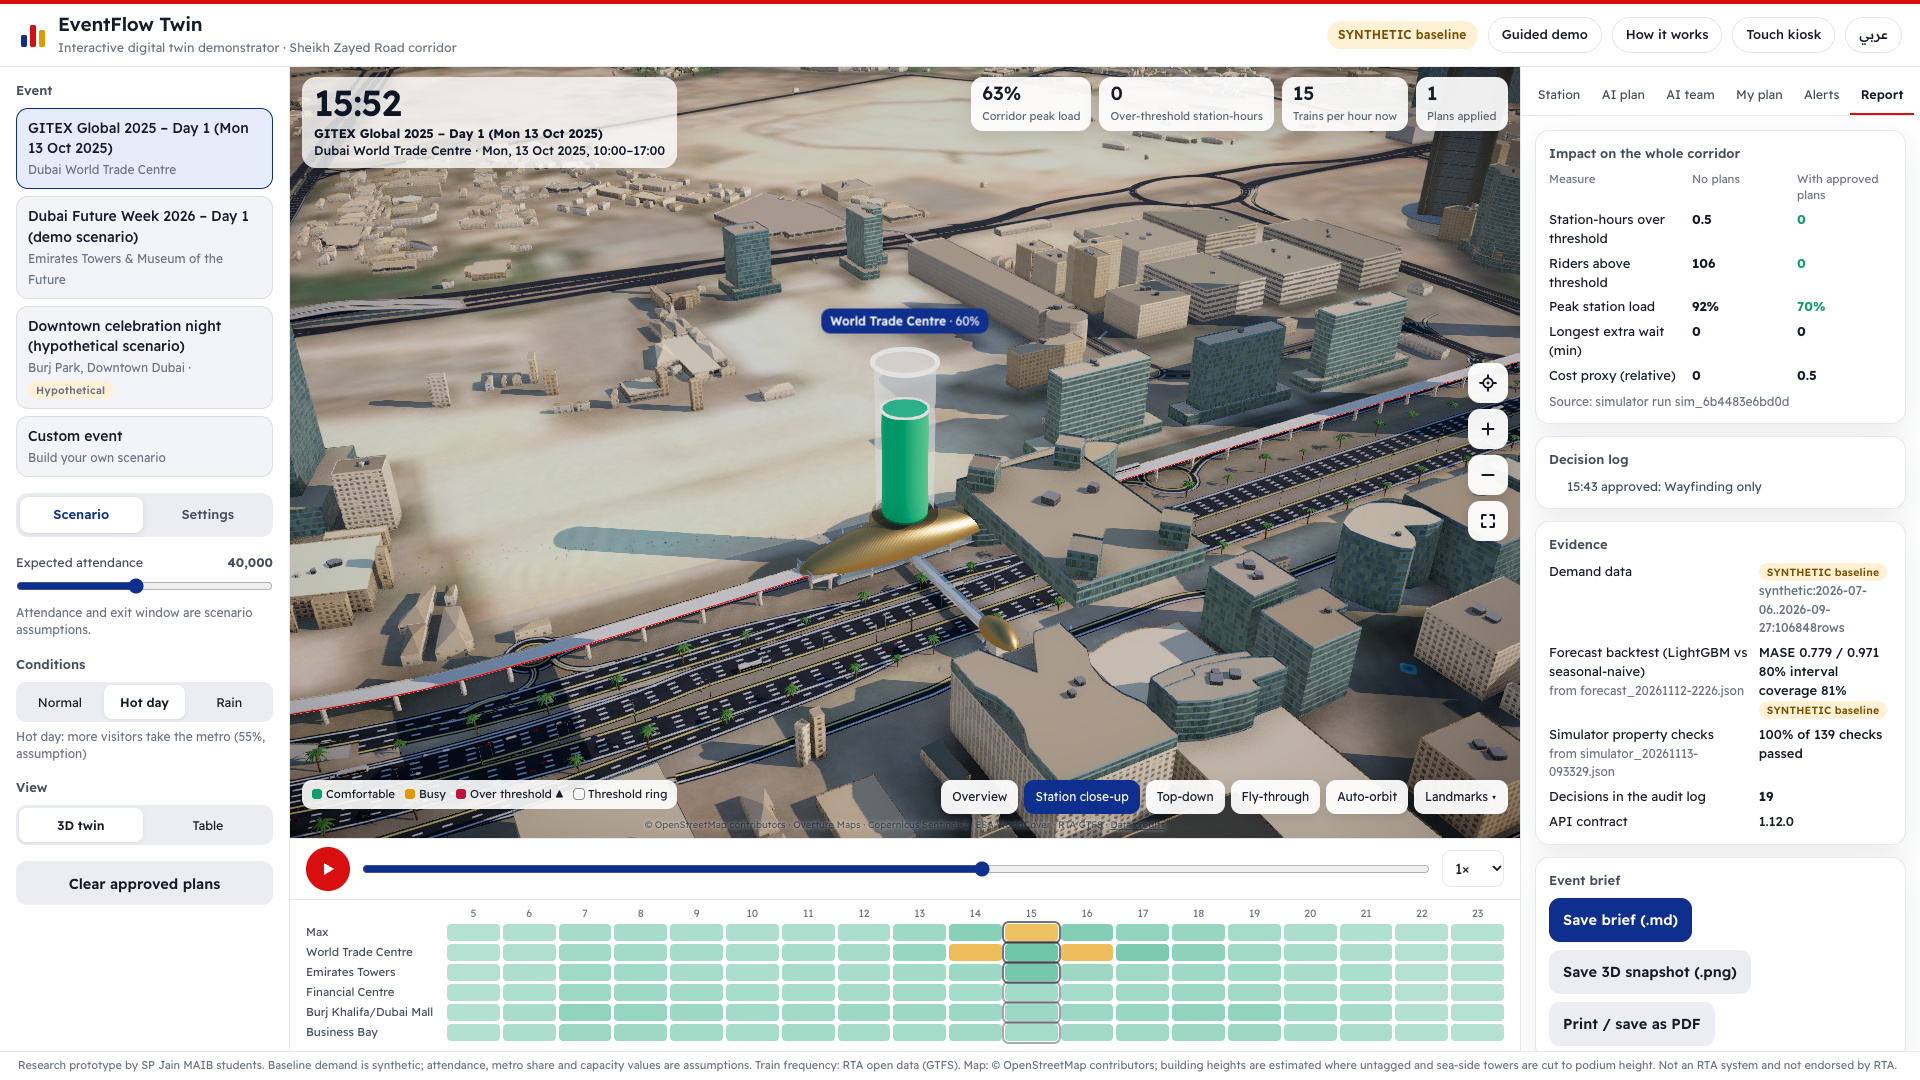 EventFlow Twin
Interactive digital twin demonstrator · Sheikh Zayed Road corridor
SYNTHETIC baseline
Guided demo
How it works
Touch kiosk
عربي
Event
GITEX Global 2025 – Day 1 (Mon
13 Oct 2025)
Dubai World Trade Centre
Dubai Future Week 2026 – Day 1
(demo scenario)
Emirates Towers & Museum of the
Future
Downtown celebration night
(hypothetical scenario)
Burj Park, Downtown Dubai ·
Hypothetical
Custom event
Build your own scenario
Scenario
Settings
Expected attendance 40,000
Attendance and exit window are scenario
assumptions.
Conditions
Normal
Hot day
Rain
Hot day: more visitors take the metro (55%,
assumption)
View
3D twin
Table
Clear approved plans
15:52
GITEX Global 2025 – Day 1 (Mon 13 Oct 2025)
Dubai World Trade Centre · Mon, 13 Oct 2025, 10:00–17:00
63%
Corridor peak load
0
Over-threshold station-hours
15
Trains per hour now
1
Plans applied
World Trade Centre · 60%
Comfortable
Busy
Over threshold ▲
Threshold ring
Overview
Station close-up
Top-down
Fly-through
Auto-orbit
Landmarks
© OpenStreetMap contributors · Overture Maps · Copernicus
1×
5 6 7 8 9 10 11 12 13 14 15 16 17 18 19 20 21 22 23
Max
World Trade Centre
Emirates Towers
Financial Centre
Burj Khalifa/Dubai Mall
Business Bay
Station
AI plan
AI team
My plan
Alerts
Report
Impact on the whole corridor
Measure No plans With approved
plans
Station-hours over 0.5 0
threshold
Riders above 106 0
threshold
Peak station load 92% 70%
Longest extra wait 0 0
(min)
Cost proxy (relative) 0 0.5
Source: simulator run sim_6b4483e6bd0d
Decision log
15:43 approved: Wayfinding only
Evidence
Demand data SYNTHETIC baseline
synthetic:2026-07-
06..2026-09-
27:106848rows
Forecast backtest (LightGBM vs MASE 0.779 / 0.971
seasonal-naive) 80% interval
from forecast_20261112-2226.json coverage 81%
SYNTHETIC baseline
Simulator property checks 100% of 139 checks
from simulator_20261113- passed
093329.json
Decisions in the audit log 19
API contract 1.12.0
Event brief
Save brief (.md)
Save 3D snapshot (.png)
Print / save as PDF
Research prototype by SP Jain MAIB students. Baseline demand is synthetic; attendance, metro share and capacity values are assumptions. Train frequency: RTA open data (GTFS). Map: © OpenStreetMap contributors; building heights are estimated where untagged and sea-side towers are cut to podium height. Not an RTA system and not endorsed by RTA.